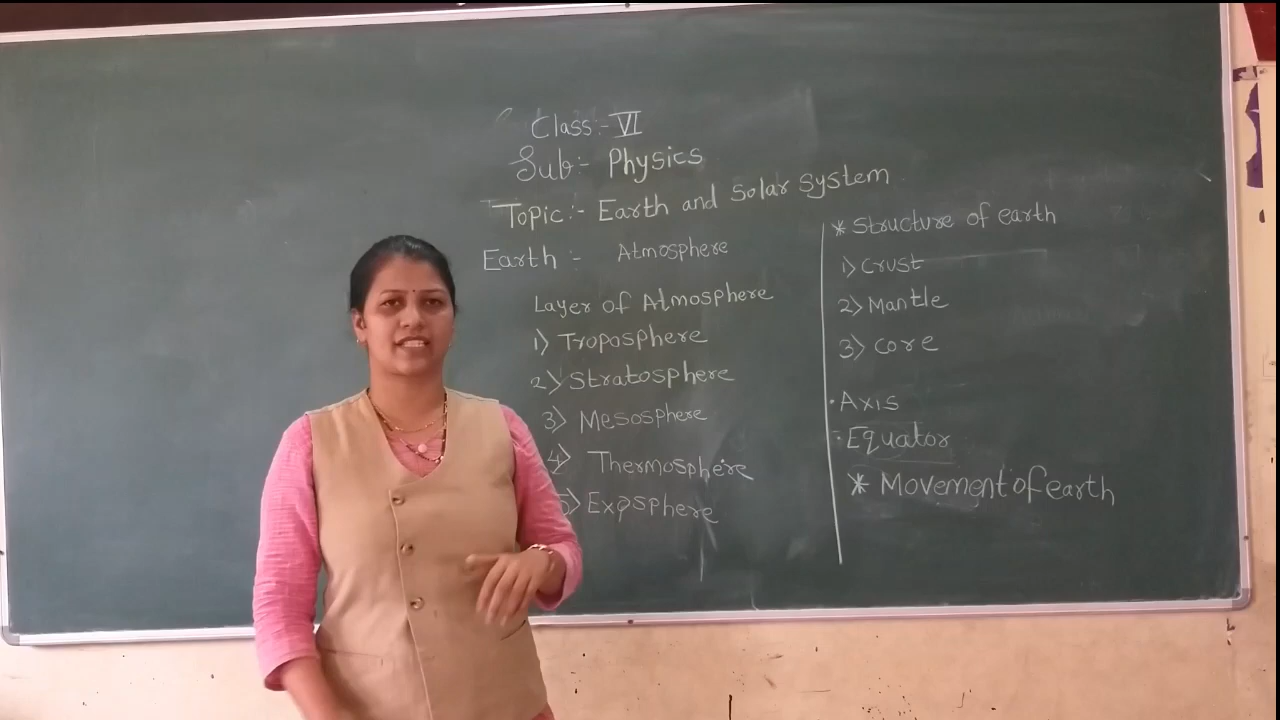 Class:- VI
Sub:- Physics
Topic:- Earth and Solar System
Earth:- Atmosphere
Layer of Atmosphere
1) Troposphere
2) Stratosphere
3) Mesosphere
4) Thermosphere
5) Exosphere
* Structure of earth
1) Crust
2) Mantle
3) Core
. Axis
. Equator
* Movement of earth